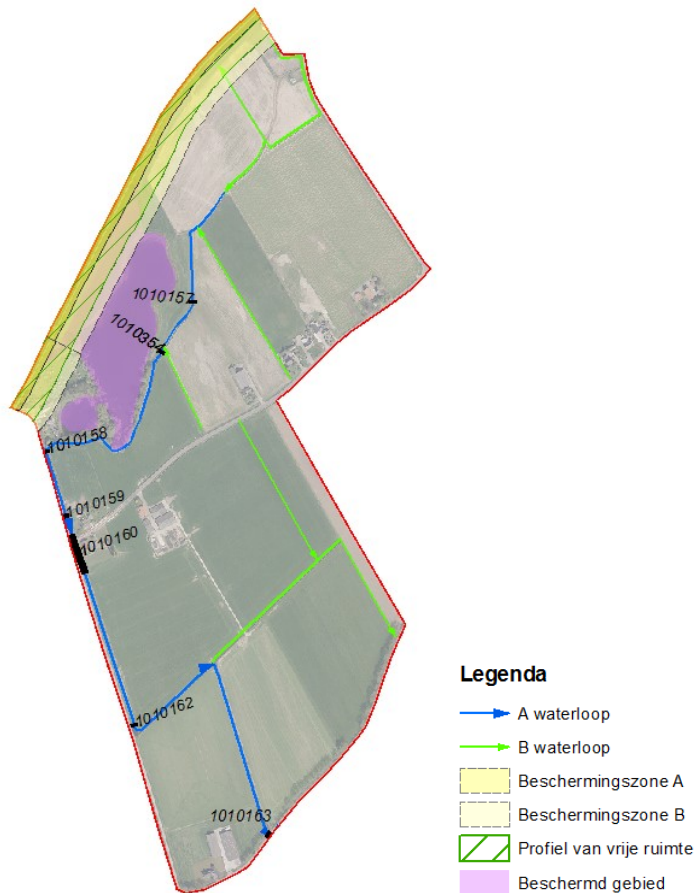 1010157
1010354
1010158
1010159
1010160
1010162
1010163
Legenda
A waterloop
B waterloop
Beschermingszone A
Beschermingszone B
Profiel van vrije ruimte
Beschermd gebied